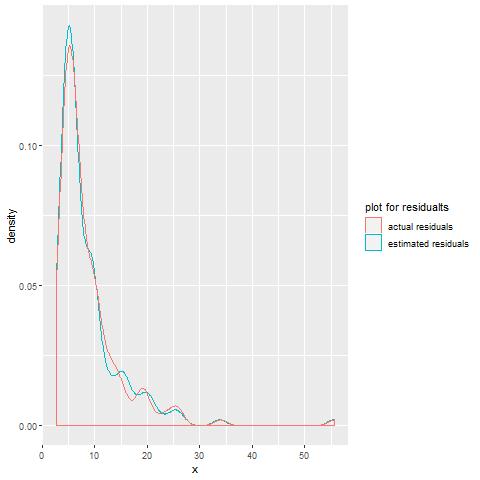 0.10
0.05
0.00
density
0 10 20 30 40 50
x
plot for residualts
actual residuals
estimated residuals